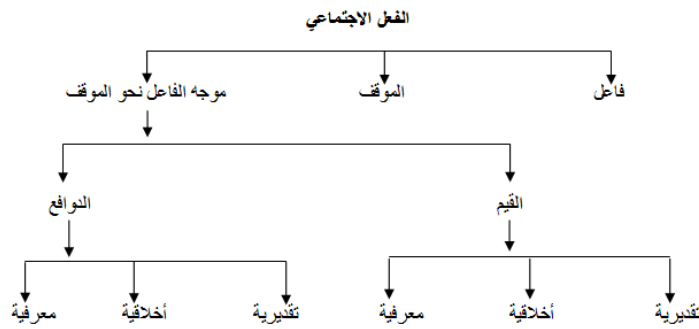 الفعل الاجتماعي
فاعل
الموقف
موجه الفاعل نحو الموقف
القيم
الدوافع
تقديرية
أخلاقية
معرفية
تقديرية
أخلاقية
معرفية